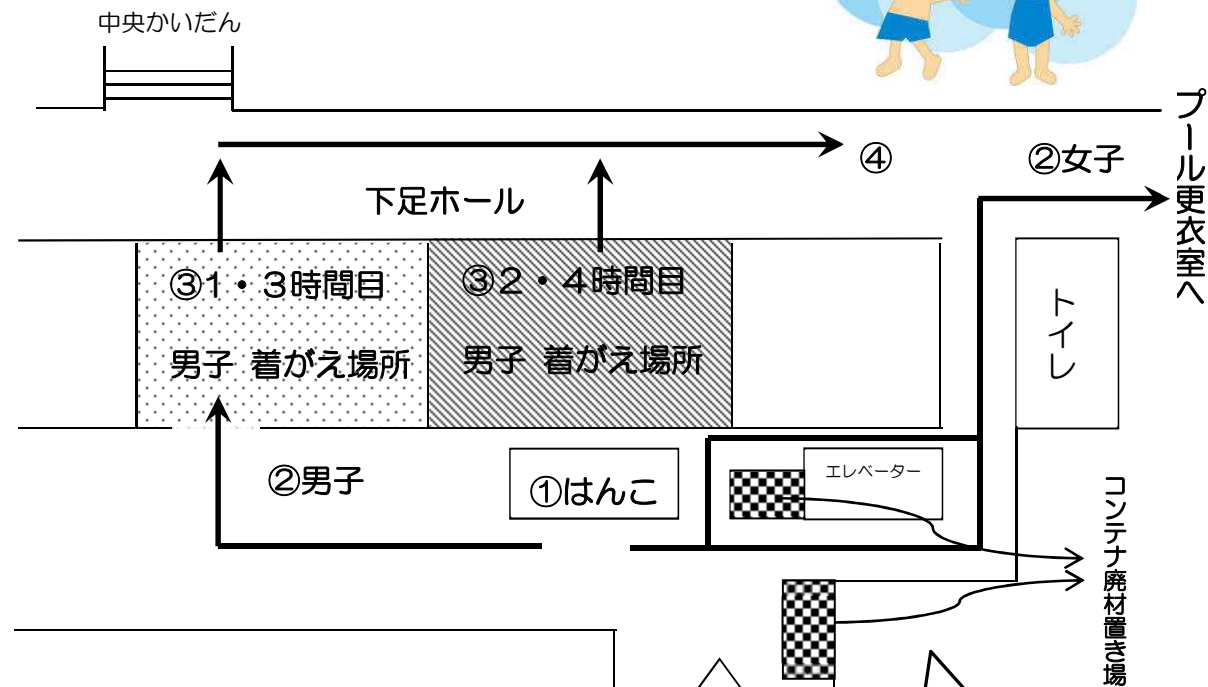 中央かいだん
プール更衣室へ
④
②女子
下足ホール
③1・3時間目
男子 着がえ場所
③2・4時間目
男子 着がえ場所
トイレ
②男子
①はんこ
エレベーター
コンテナ廃材置き場